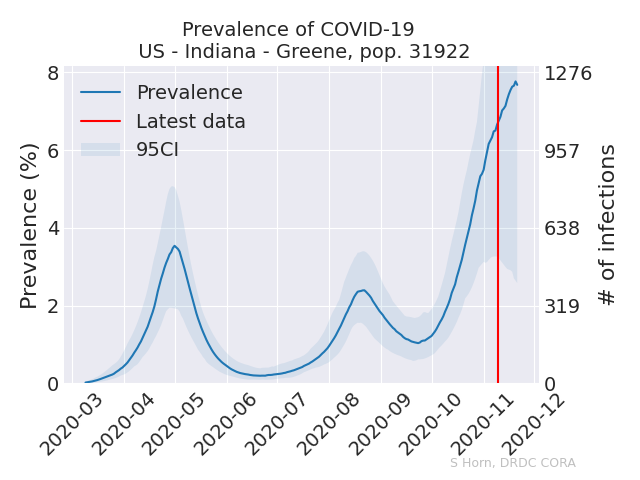 Prevalence of COVID-19
US - Indiana - Greene, pop. 31922
Prevalence
Latest data
95CI
Prevalence (%)
8
6
4
2
0
1276
957
638
319
0
# of infections
2020-03
2020-04
2020-05
2020-06
2020-07
2020-08
2020-09
2020-10
2020-11
2020-12
S Horn, DRDC CORA